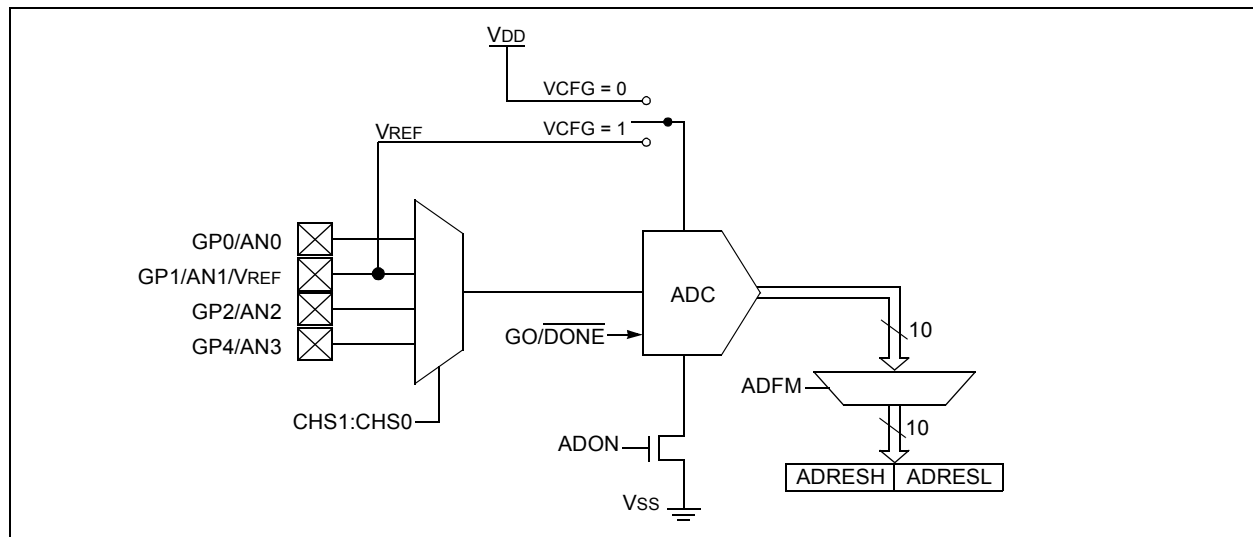 VDD
VCFG = 0
VREF
VCFG = 1
GP0/AN0
GP1/AN1/VREF
GP2/AN2
GP4/AN3
ADC
GO/DONE
10
ADFM
CHS1:CHS0
10
ADON
ADRESH ADRESL
VSS